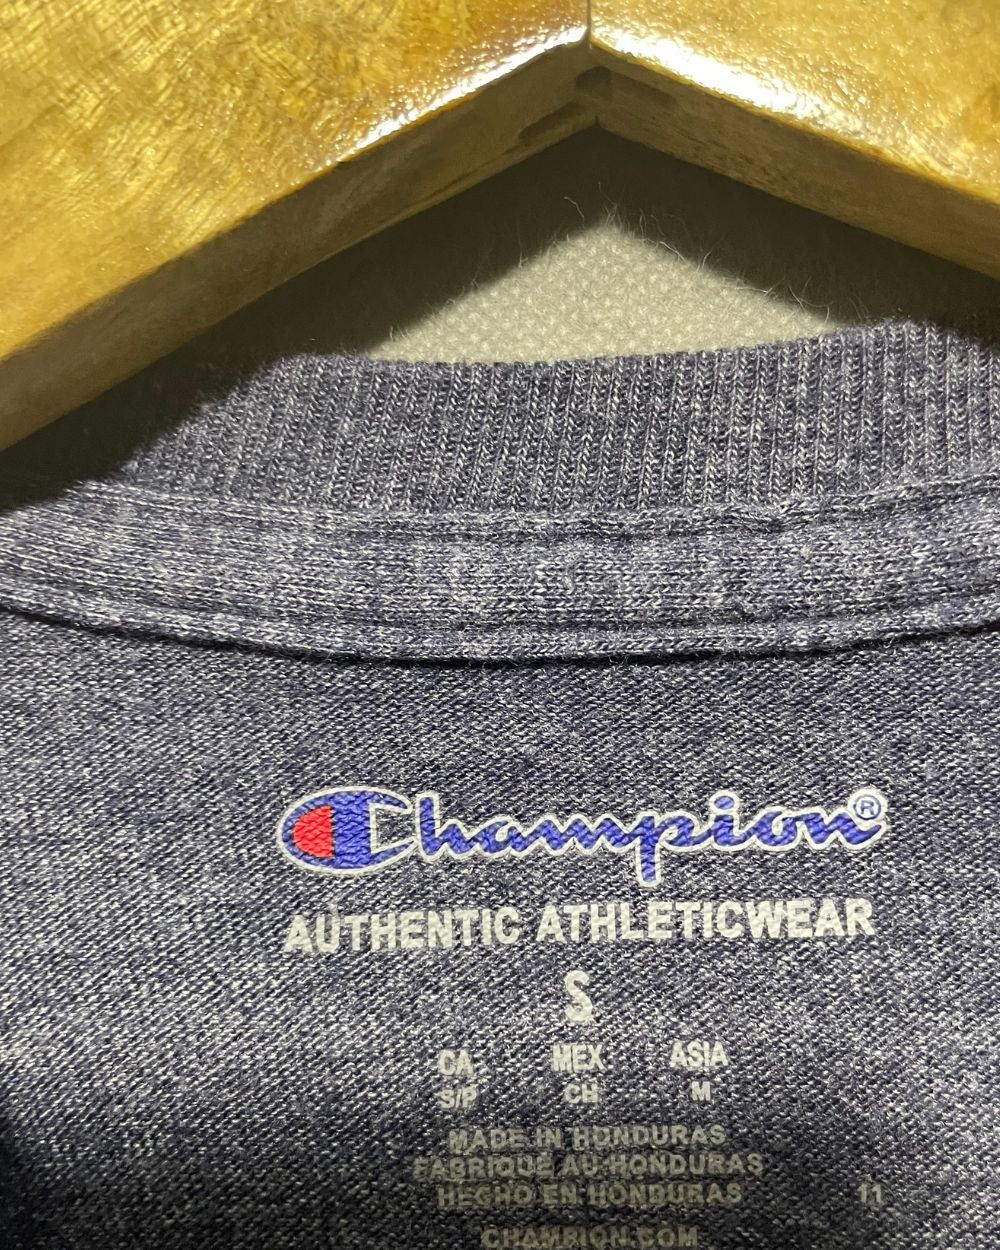 Champion®
AUTHENTIC ATHLETICWEAR
S
CA MEX ASIA
S/P CH M
MADE IN HONDURAS
FABRIQUÉ AU HONDURAS
HECHO EN HONDURAS 11
CHAMPION.COM